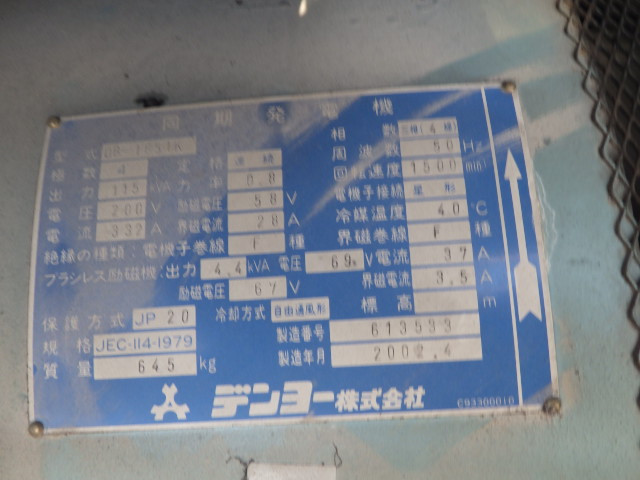 同期発電機
型式 相数 3相(4線)
極数 4 定格 連続 周波数 50 Hz
出力 115 kVA 力率 0.8 回転速度 1500 min
電圧 200 V 励磁電圧 58 V 電機子接続 星形
電流 332 A 界磁電流 28 A 冷媒温度 40 ℃
絶縁の種類:電機子巻線 F 種 界磁巻線 F 種
ブラシレス励磁機:出力 4.4 kVA 電圧 69 V 電流 37 A
励磁電圧 67 V 界磁電流 3.5 A
保護方式 JP 20 冷却方式 自由通風形 標高 m
規格 JEC-114-1979 製造番号 613533
質量 645 kg 製造年月 2002.4
デンヨー株式会社 C93300010